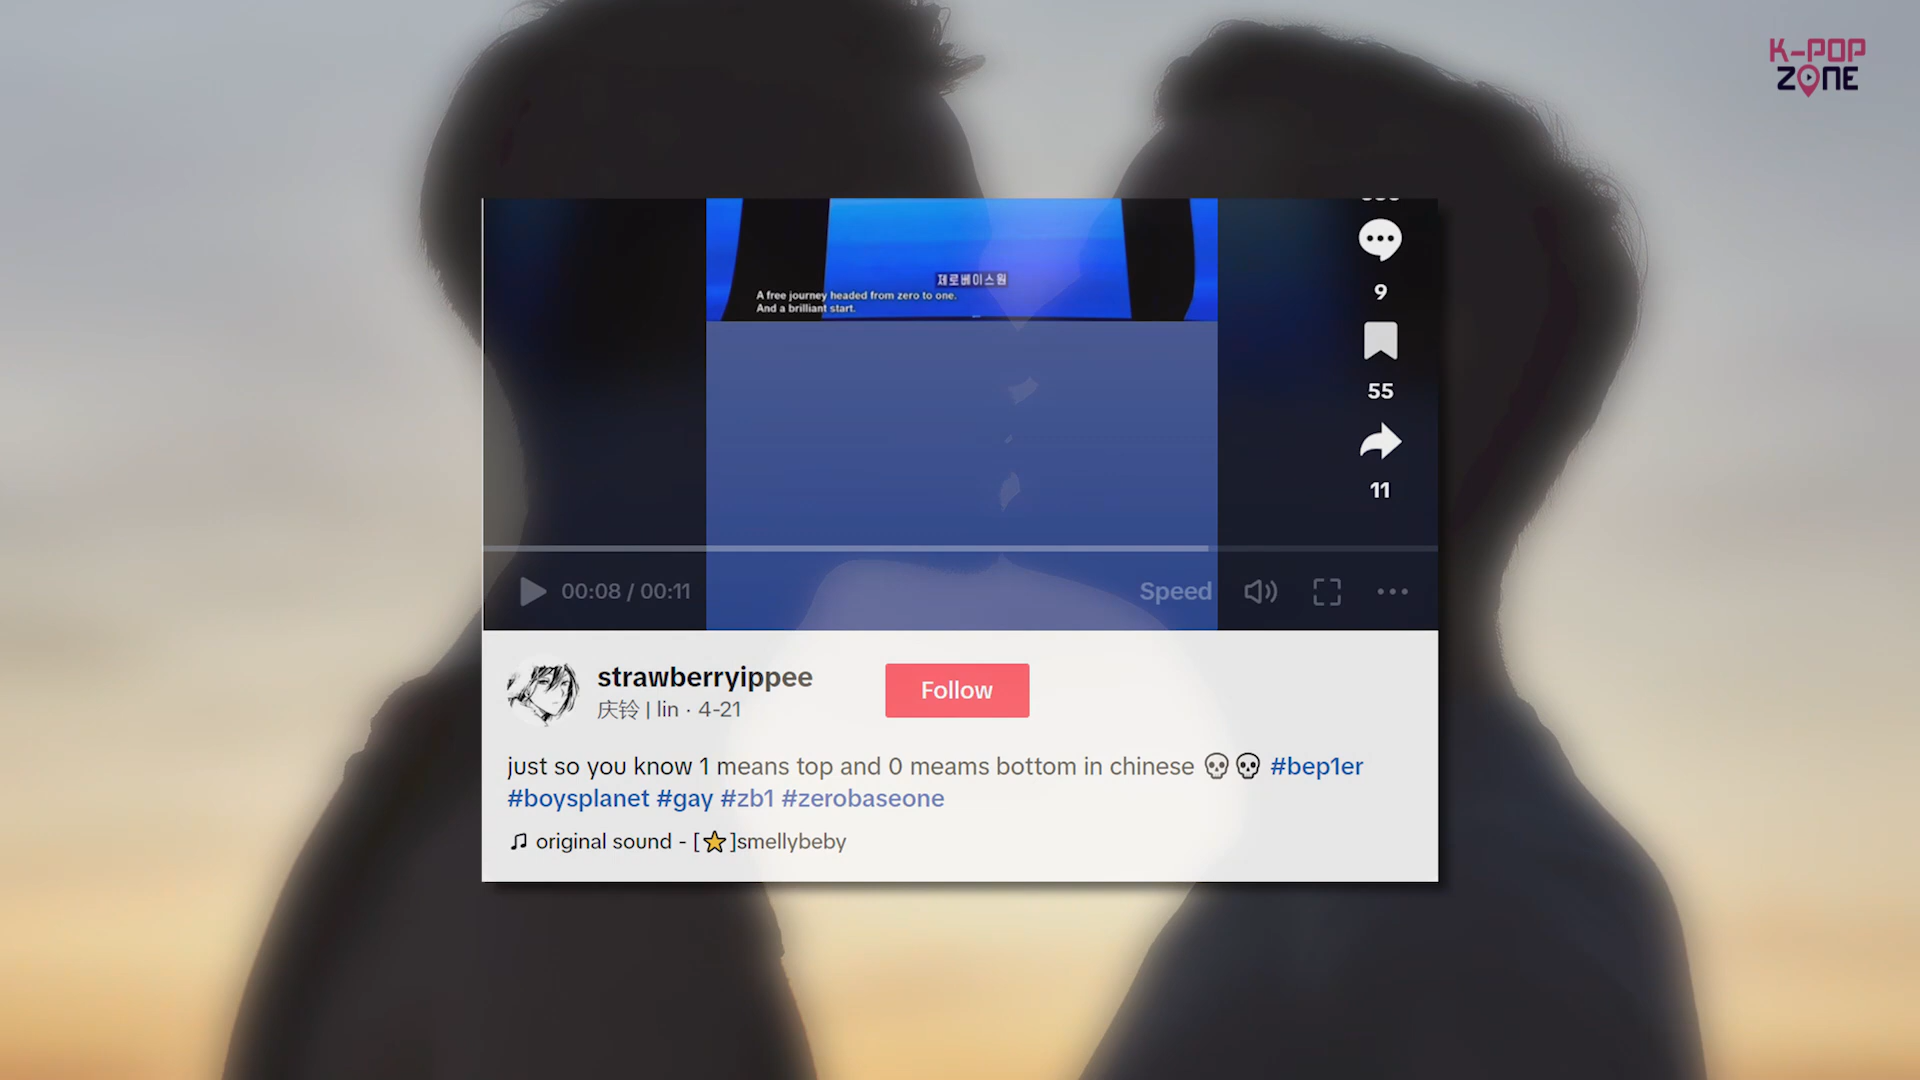 K-POP
ZONE
제로베이스원
A free journey headed from zero to one.
And a brilliant start.
9
55
11
00:08 / 00:11
Speed
strawberryippee
庆铃 | lin · 4-21
Follow
just so you know 1 means top and 0 meams bottom in chinese 💀💀 #bep1er
#boysplanet #gay #zb1 #zerobaseone
♫ original sound - [⭐]smellybeby